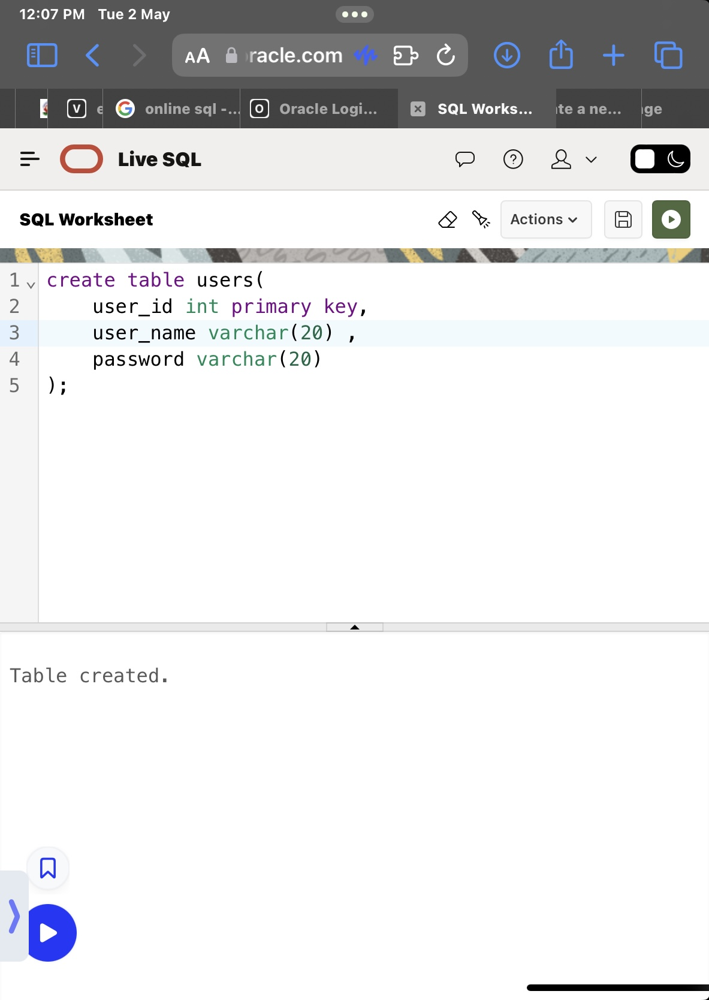 12:07 PM Tue 2 May
AA racle.com
V e
online sql -...
O Oracle Logi...
SQL Works...
te a ne...
ge
Live SQL
SQL Worksheet
Actions
1 create table users(
2 user_id int primary key,
3 user_name varchar(20) ,
4 password varchar(20)
5 );
Table created.